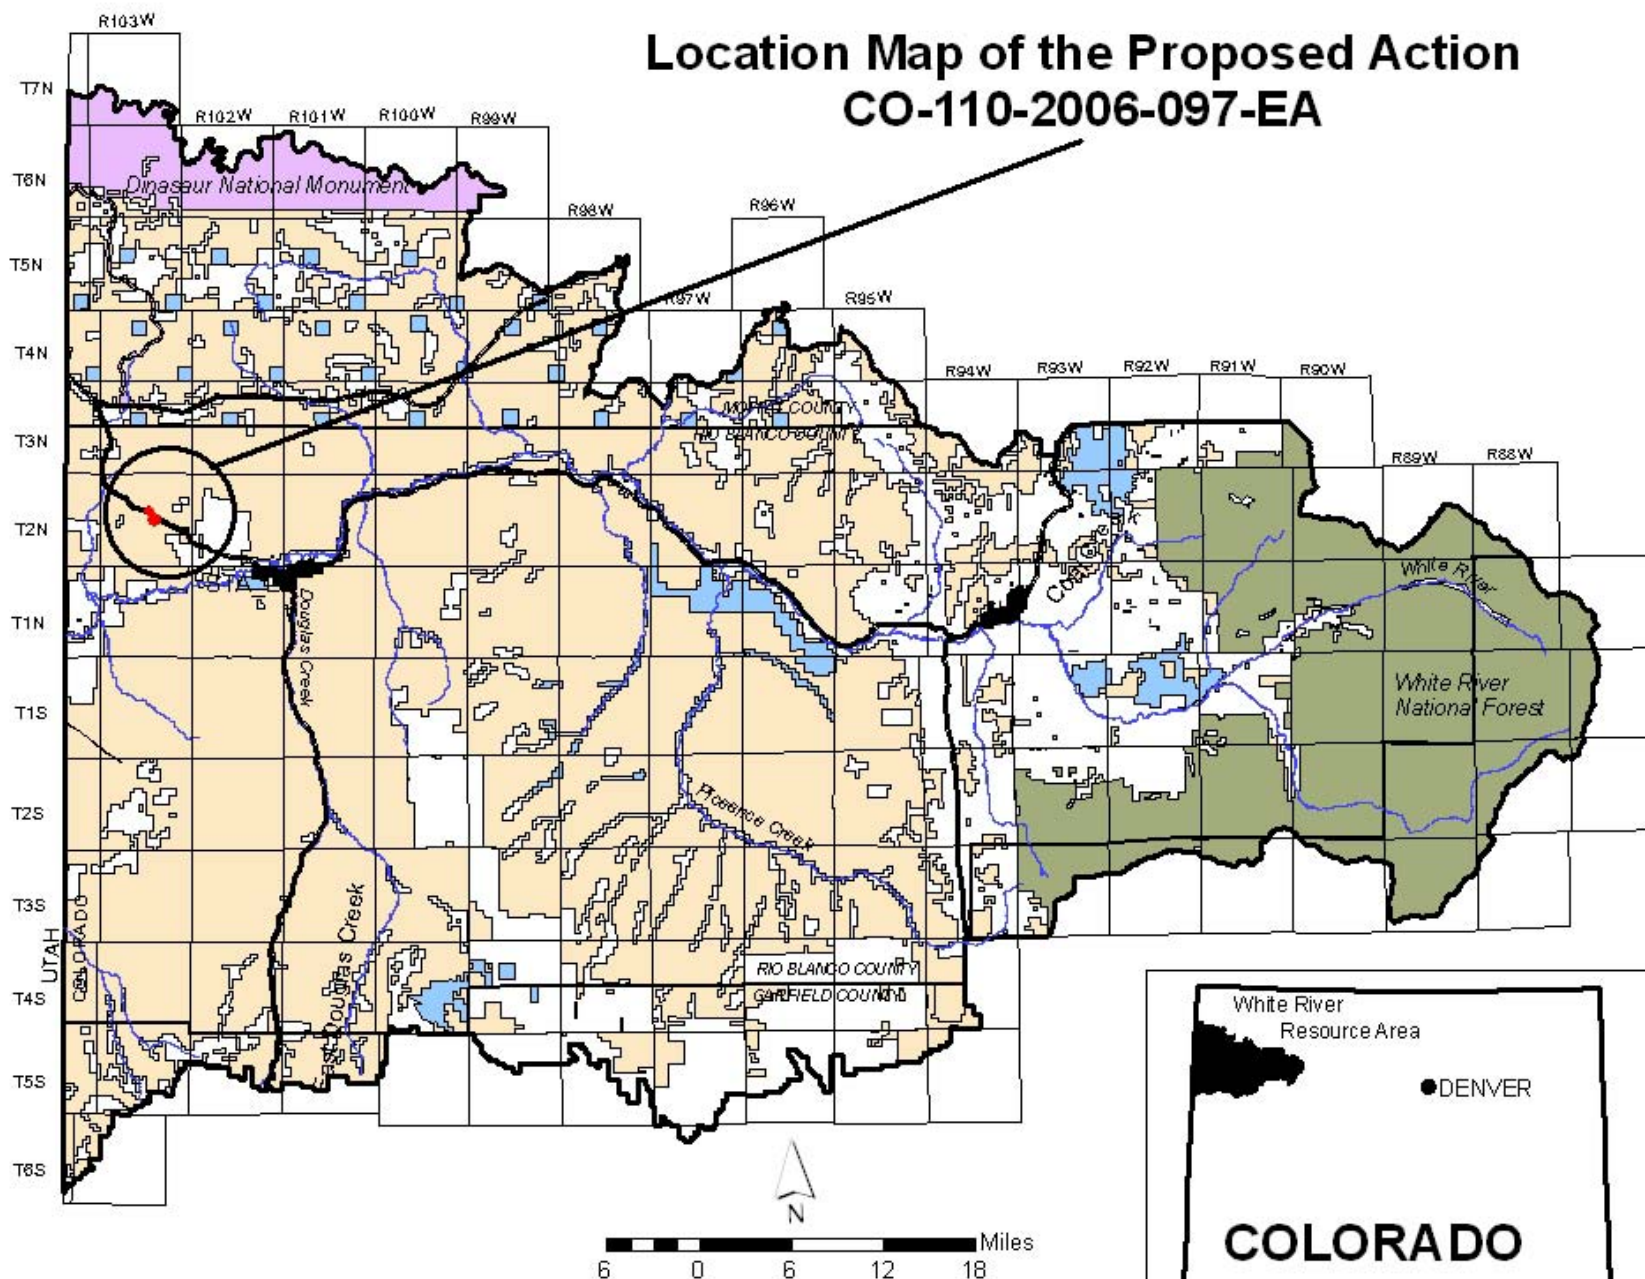 Location Map of the Proposed Action
CO-110-2006-097-EA
R103W
T7N
R102W
R101W
R100W
R99W
T6N
Dinasaur National Monument
R98W
R96W
T5N
R97W
R95W
T4N
R94W
R93W
R92W
R91W
R90W
MOFFAT COUNTY
T3N
RIO BLANCO COUNTY
R89W
R88W
T2N
White River
T1N
Douglas Creek
White River
National Forest
T1S
T2S
Piceance Creek
T3S
UTAH
COLORADO
East Douglas Creek
RIO BLANCO COUNTY
T4S
GARFIELD COUNTY
White River
Resource Area
T5S
DENVER
T6S
N
Miles
6 0 6 12 18
COLORADO